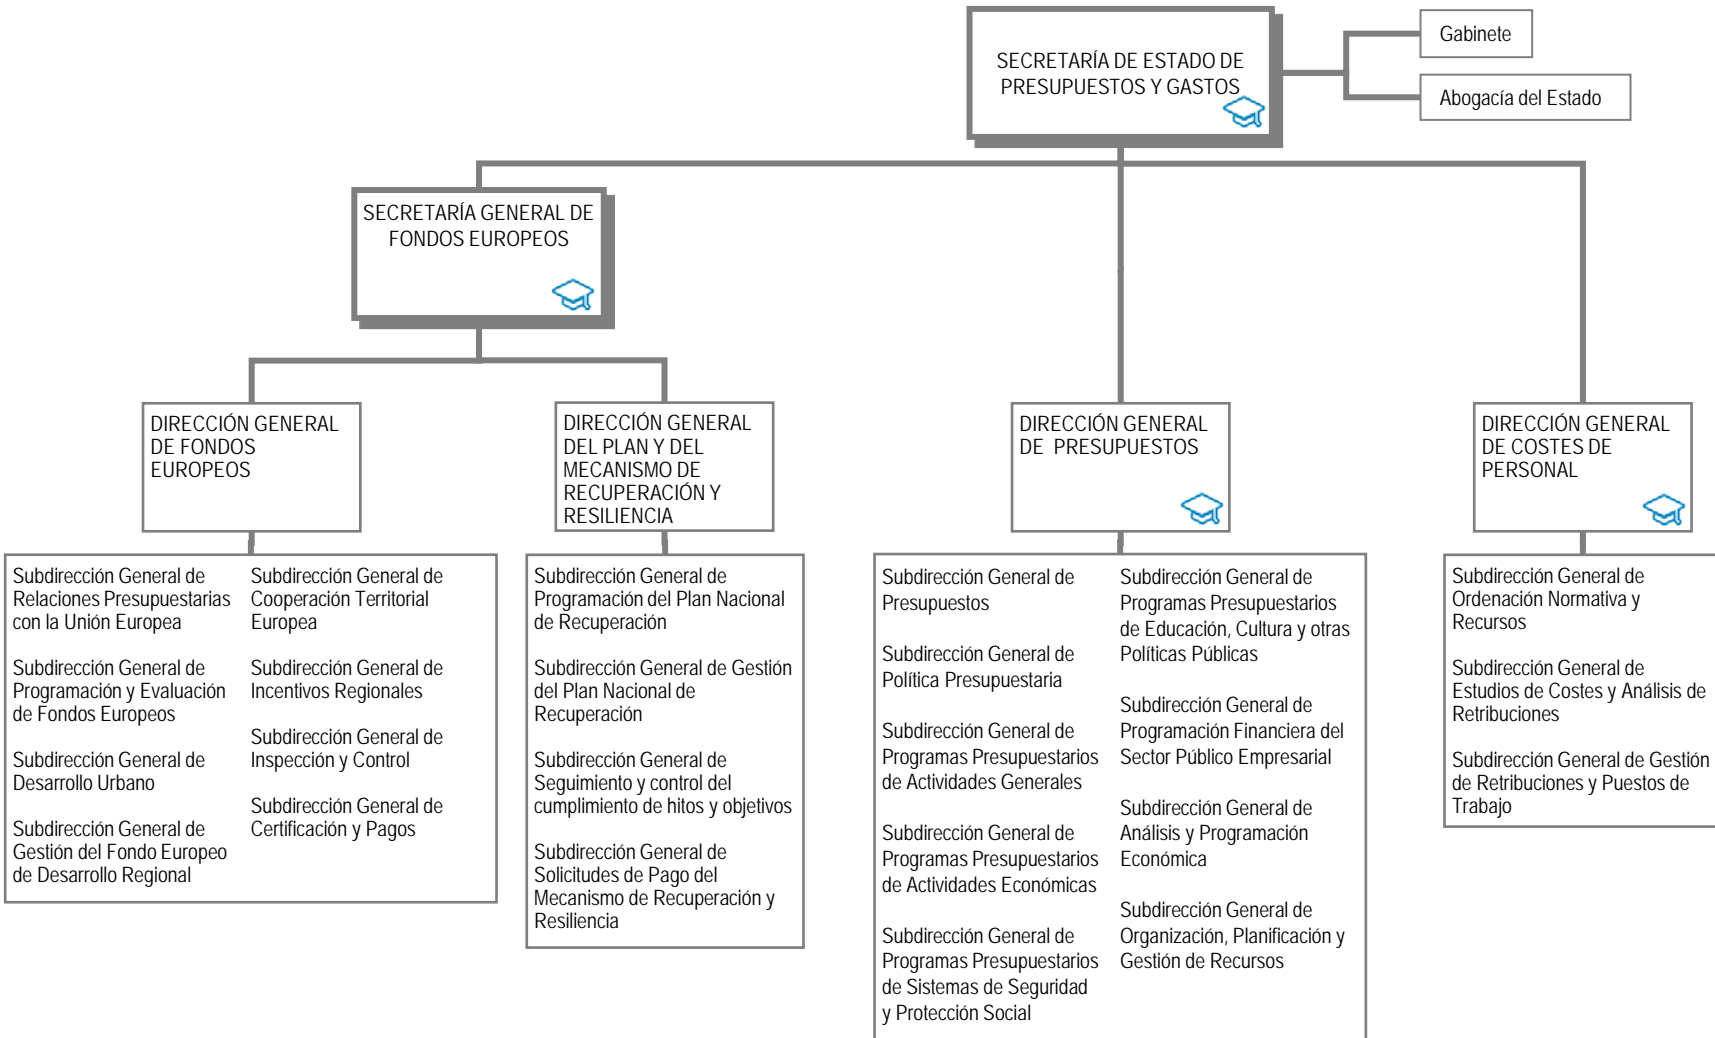 SECRETARÍA DE ESTADO DE
PRESUPUESTOS Y GASTOS
Gabinete
Abogacía del Estado
SECRETARÍA GENERAL DE
FONDOS EUROPEOS
DIRECCIÓN GENERAL
DE FONDOS
EUROPEOS
DIRECCIÓN GENERAL
DEL PLAN Y DEL
MECANISMO DE
RECUPERACIÓN Y
RESILIENCIA
DIRECCIÓN GENERAL
DE PRESUPUESTOS
DIRECCIÓN GENERAL
DE COSTES DE
PERSONAL
Subdirección General de
Relaciones Presupuestarias
con la Unión Europea
Subdirección General de
Programación y Evaluación
de Fondos Europeos
Subdirección General de
Desarrollo Urbano
Subdirección General de
Gestión del Fondo Europeo
de Desarrollo Regional
Subdirección General de
Cooperación Territorial
Europea
Subdirección General de
Incentivos Regionales
Subdirección General de
Inspección y Control
Subdirección General de
Certificación y Pagos
Subdirección General de
Programación del Plan Nacional
de Recuperación
Subdirección General de Gestión
del Plan Nacional de
Recuperación
Subdirección General de
Seguimiento y control del
cumplimiento de hitos y objetivos
Subdirección General de
Solicitudes de Pago del
Mecanismo de Recuperación y
Resiliencia
Subdirección General de
Presupuestos
Subdirección General de
Política Presupuestaria
Subdirección General de
Programas Presupuestarios
de Actividades Generales
Subdirección General de
Programas Presupuestarios
de Actividades Económicas
Subdirección General de
Programas Presupuestarios
de Sistemas de Seguridad
y Protección Social
Subdirección General de
Programas Presupuestarios
de Educación, Cultura y otras
Políticas Públicas
Subdirección General de
Programación Financiera del
Sector Público Empresarial
Subdirección General de
Análisis y Programación
Económica
Subdirección General de
Organización, Planificación y
Gestión de Recursos
Subdirección General de
Ordenación Normativa y
Recursos
Subdirección General de
Estudios de Costes y Análisis de
Retribuciones
Subdirección General de Gestión
de Retribuciones y Puestos de
Trabajo